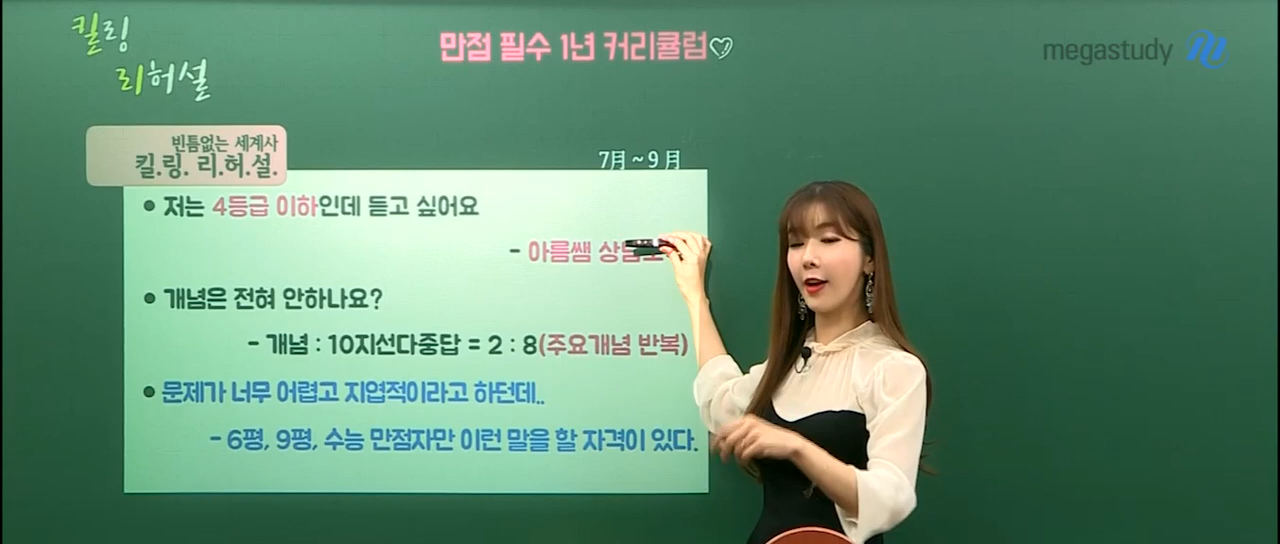 킬링
리허설
만점 필수 1년 커리큘럼♡
megastudy
빈틈없는 세계사
킬.링. 리.허.설.
7月 ~ 9月
● 저는 4등급 이하인데 듣고 싶어요
- 아름쌤
● 개념은 전혀 안하나요?
- 개념 : 10지선다중답 = 2 : 8(주요개념 반복)
● 문제가 너무 어렵고 지엽적이라고 하던데..
- 6평, 9평, 수능 만점자만 이런 말을 할 자격이 있다.